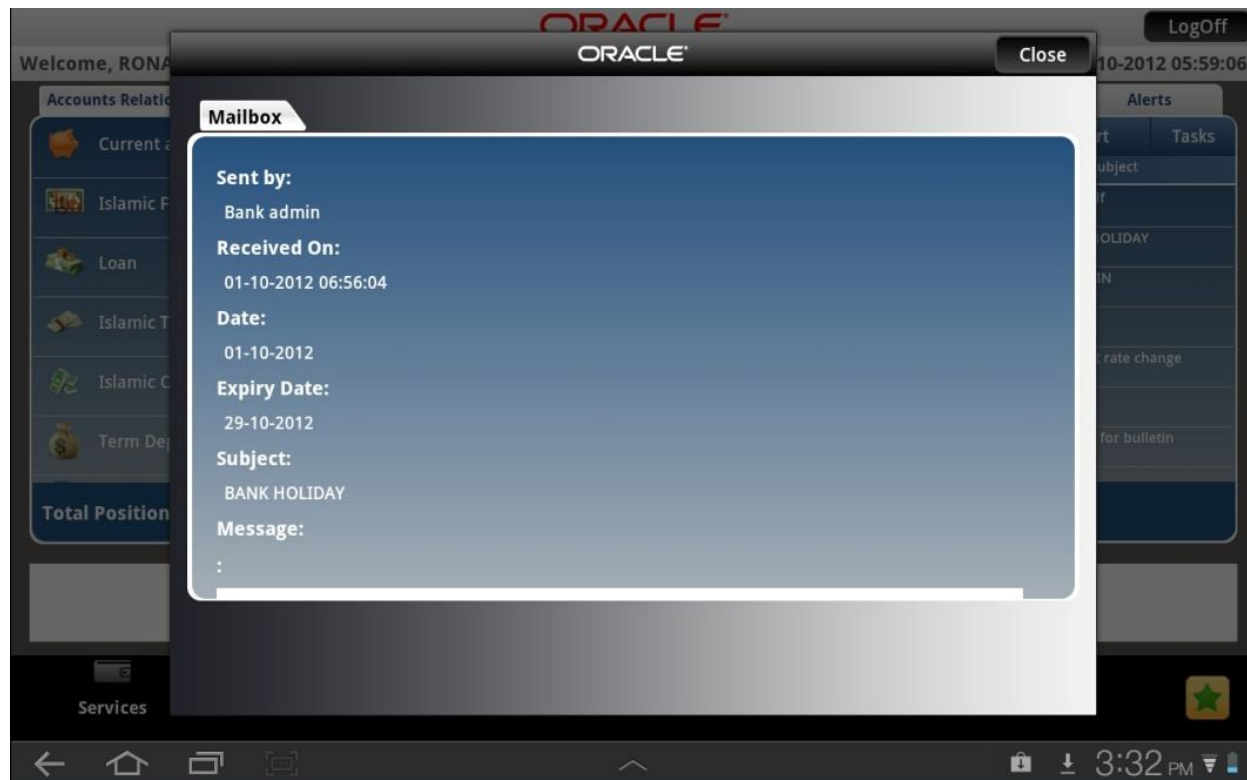 ORACLE
LogOff
Welcome, RONA
10-2012 05:59:06
ORACLE
Close
Accounts Relatio
Alerts
Mailbox
Current a
rt
Tasks
ubject
Sent by:
Bank admin
Islamic F
lf
Received On:
OLIDAY
Loan
01-10-2012 06:56:04
IN
Date:
Islamic T
01-10-2012
rate change
Islamic C
Expiry Date:
29-10-2012
Term Dep
for bulletin
Subject:
BANK HOLIDAY
Total Position
Message:
:
Services
3:32 PM